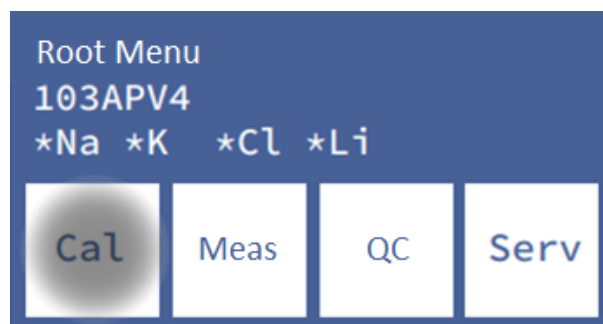 Root Menu
103APV4
*Na *K *Cl *Li
Cal Meas QC Serv